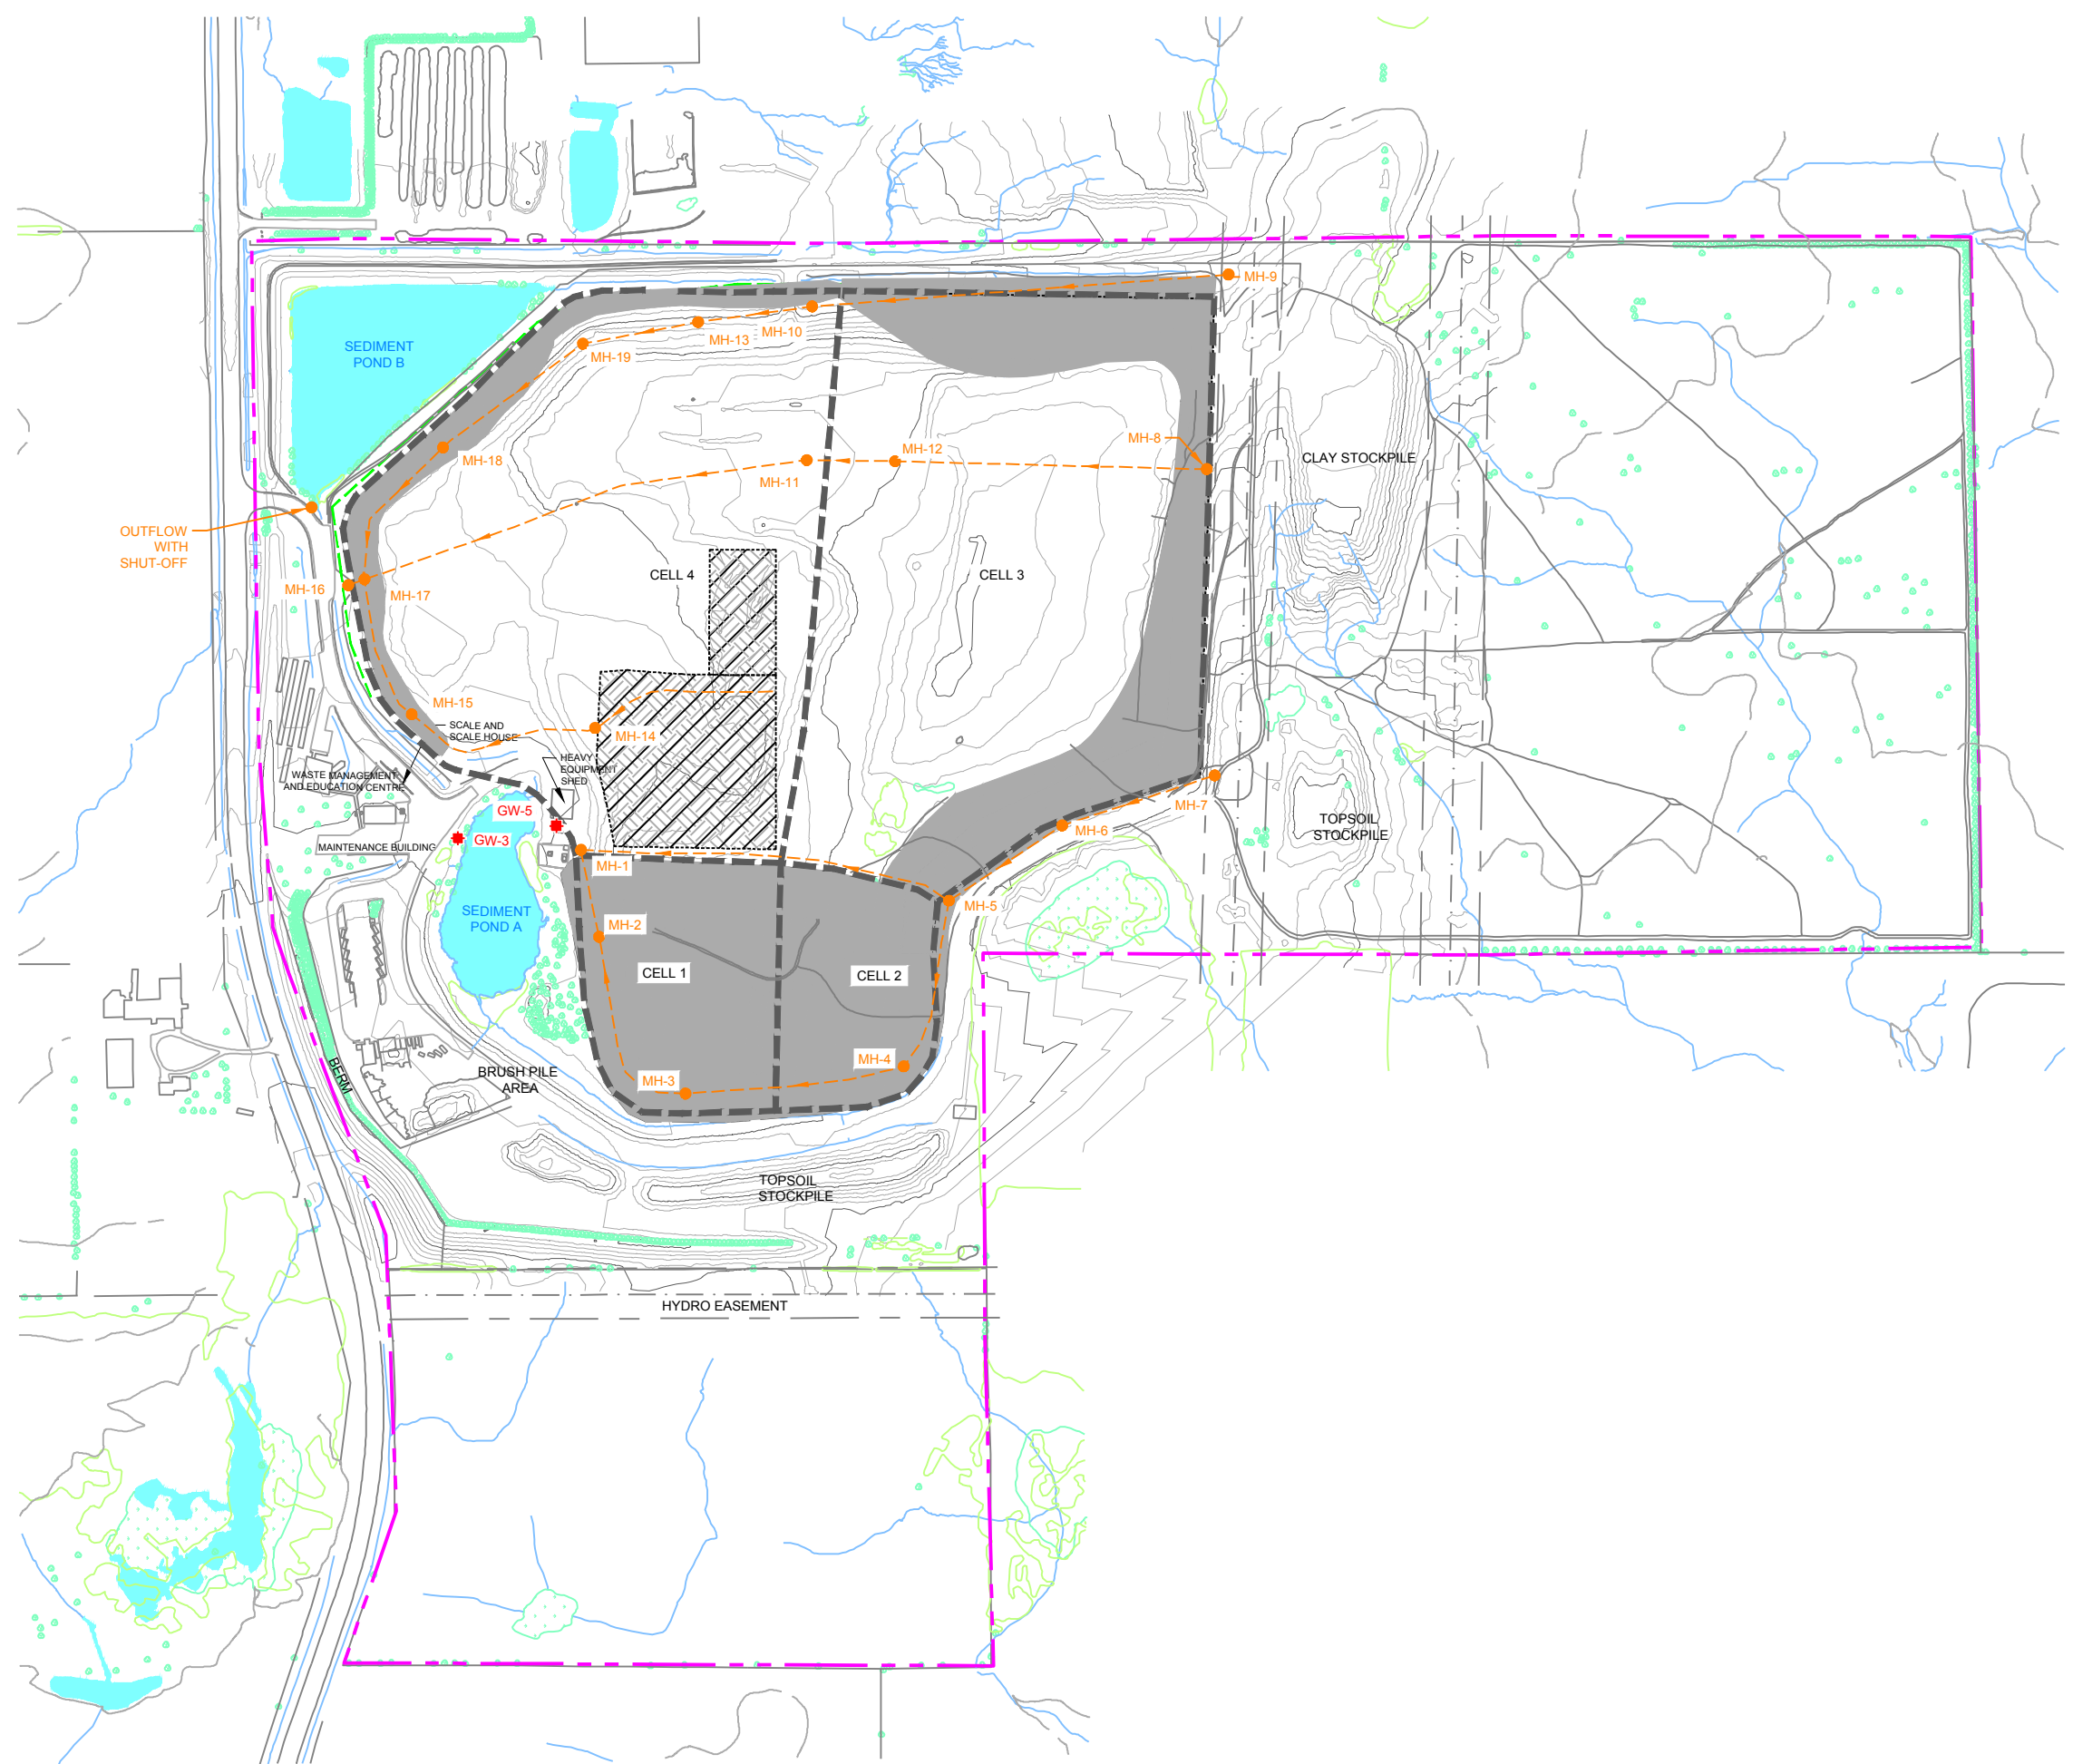 MH-9
MH-10
MH-13
MH-19
SEDIMENT
POND B
MH-18
MH-12
MH-8
MH-11
CLAY STOCKPILE
OUTFLOW
WITH
SHUT-OFF
CELL 4
CELL 3
MH-16
MH-17
MH-15
SCALE AND
SCALE HOUSE
MH-14
HEAVY
EQUIPMENT
SHED
WASTE MANAGEMENT
AND EDUCATION CENTRE
GW-5
GW-3
MAINTENANCE BUILDING
MH-7
MH-6
TOPSOIL
STOCKPILE
MH-1
MH-5
SEDIMENT
POND A
MH-2
CELL 1
CELL 2
MH-4
MH-3
BRUSH PILE
AREA
BERM
TOPSOIL
STOCKPILE
HYDRO EASEMENT